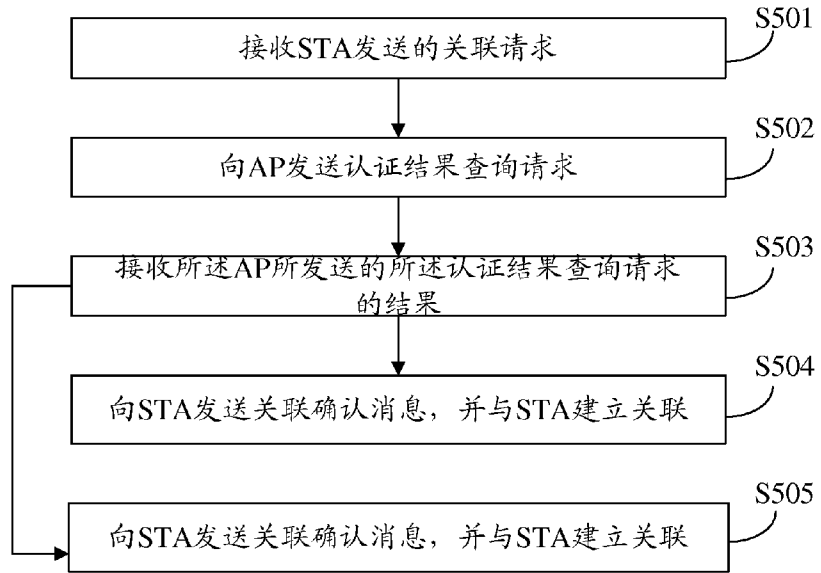 S501
接收STA发送的关联请求
S502
向AP发送认证结果查询请求
S503
接收所述AP所发送的所述认证结果查询请求
的结果
S504
向STA发送关联确认消息，并与STA建立关联
S505
向STA发送关联确认消息，并与STA建立关联